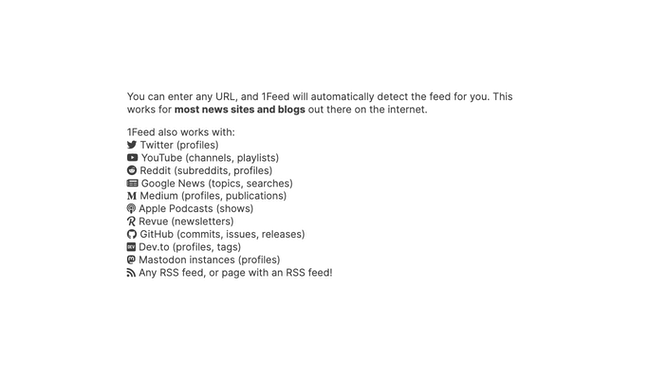 You can enter any URL, and 1Feed will automatically detect the feed for you. This
works for most news sites and blogs out there on the internet.
1Feed also works with:
Twitter (profiles)
YouTube (channels, playlists)
Reddit (subreddits, profiles)
Google News (topics, searches)
Medium (profiles, publications)
Apple Podcasts (shows)
Revue (newsletters)
GitHub (commits, issues, releases)
DEV Dev.to (profiles, tags)
Mastodon instances (profiles)
Any RSS feed, or page with an RSS feed!